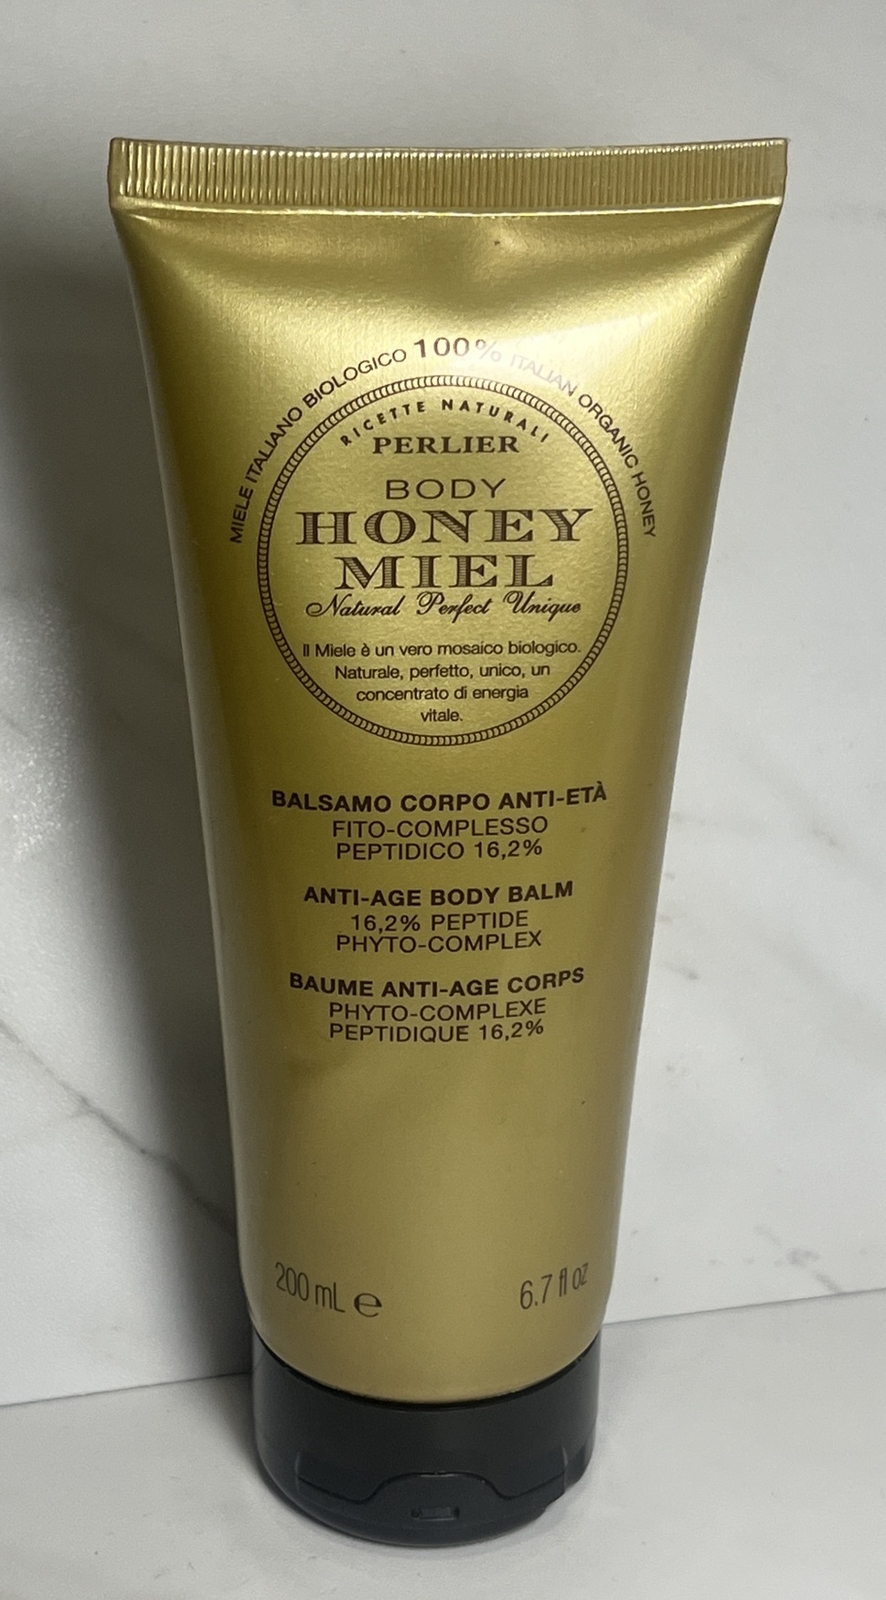 MIELE ITALIANO BIOLOGICO 100% ITALIAN ORGANIC HONEY
RICETTE NATURALI
PERLIER
BODY
HONEY
MIEL
Natural Perfect Unique
Il Miele è un vero mosaico biologico.
Naturale, perfetto, unico, un
concentrato di energia
vitale.
BALSAMO CORPO ANTI-ETÀ
FITO-COMPLESSO
PEPTIDICO 16,2%
ANTI-AGE BODY BALM
16,2% PEPTIDE
PHYTO-COMPLEX
BAUME ANTI-AGE CORPS
PHYTO-COMPLEXE
PEPTIDIQUE 16,2%
200 mL ℮ 6.7 fl oz